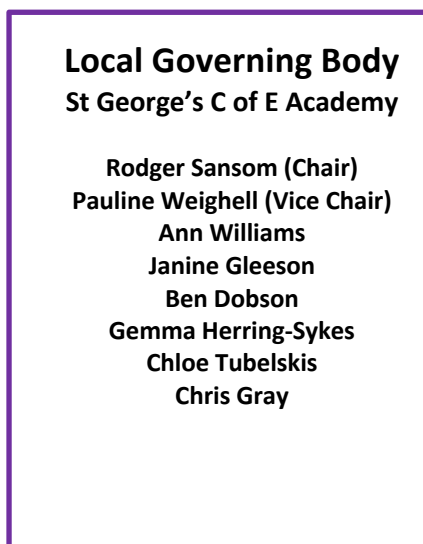 Local Governing Body
St George’s C of E Academy
Rodger Sansom (Chair)
Pauline Weighell (Vice Chair)
Ann Williams
Janine Gleeson
Ben Dobson
Gemma Herring-Sykes
Chloe Tubelskis
Chris Gray